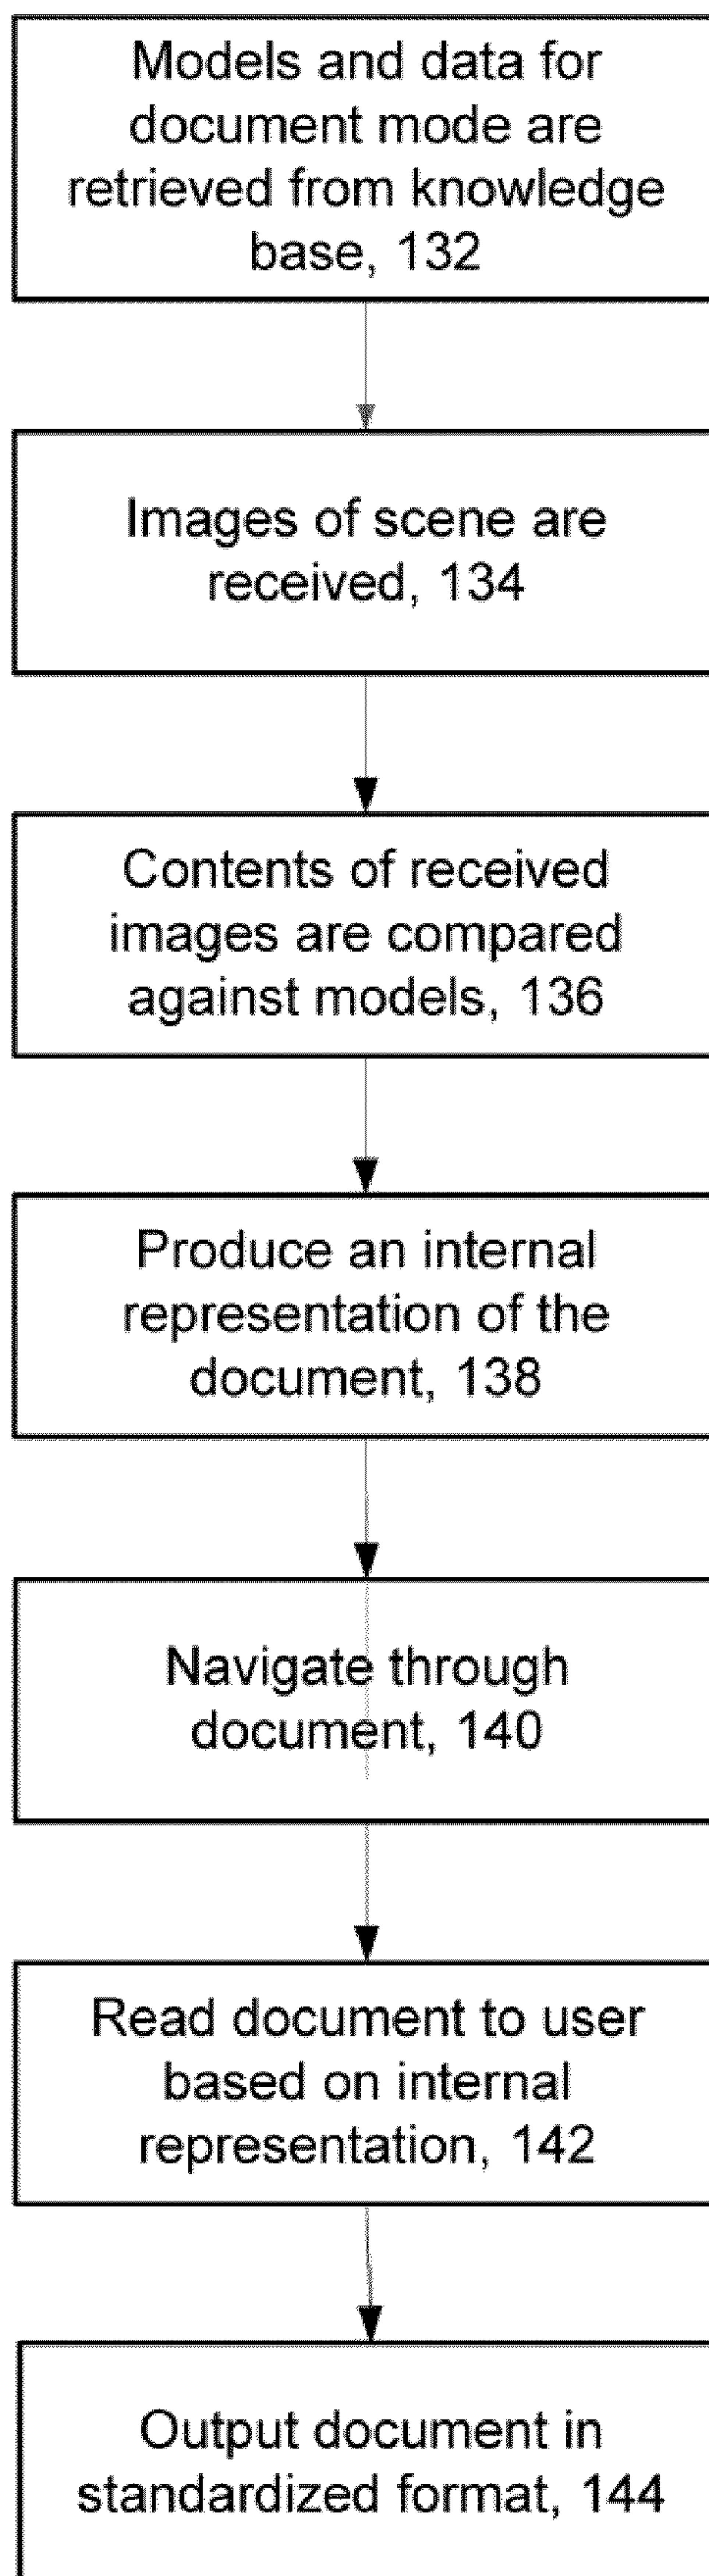 Models and data for
document mode are
retrieved from knowledge
base, 132
Images of scene are
received, 134
Contents of received
images are compared
against models, 136
Produce an internal
representation of the
document, 138
Navigate through
document, 140
Read document to user
based on internal
representation, 142
Output document in
standardized format, 144